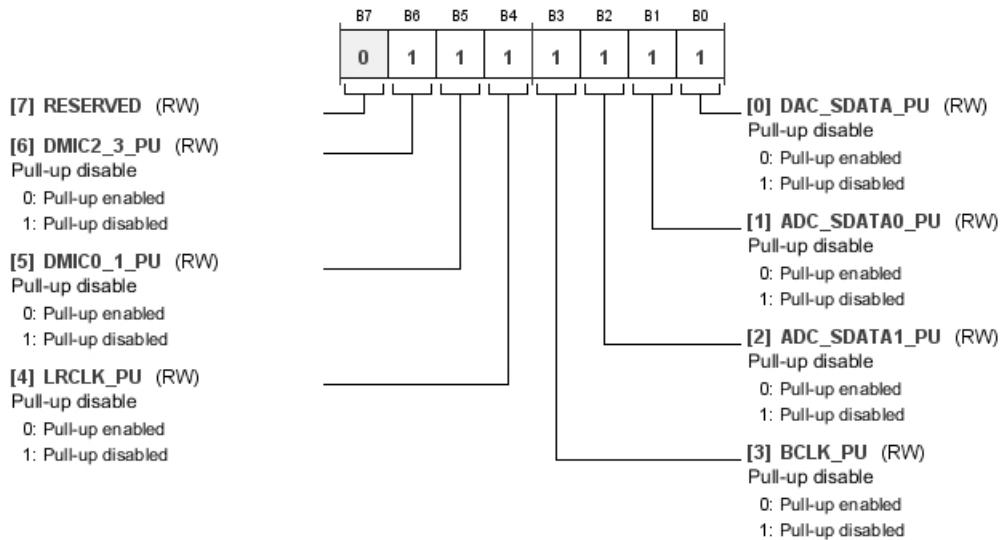 B7 B6 B5 B4 B3 B2 B1 B0
0 1 1 1 1 1 1 1
[7] RESERVED (RW)
[6] DMIC2_3_PU (RW)
Pull-up disable
0: Pull-up enabled
1: Pull-up disabled
[5] DMIC0_1_PU (RW)
Pull-up disable
0: Pull-up enabled
1: Pull-up disabled
[4] LRCLK_PU (RW)
Pull-up disable
0: Pull-up enabled
1: Pull-up disabled
[0] DAC_SDATA_PU (RW)
Pull-up disable
0: Pull-up enabled
1: Pull-up disabled
[1] ADC_SDATA0_PU (RW)
Pull-up disable
0: Pull-up enabled
1: Pull-up disabled
[2] ADC_SDATA1_PU (RW)
Pull-up disable
0: Pull-up enabled
1: Pull-up disabled
[3] BCLK_PU (RW)
Pull-up disable
0: Pull-up enabled
1: Pull-up disabled